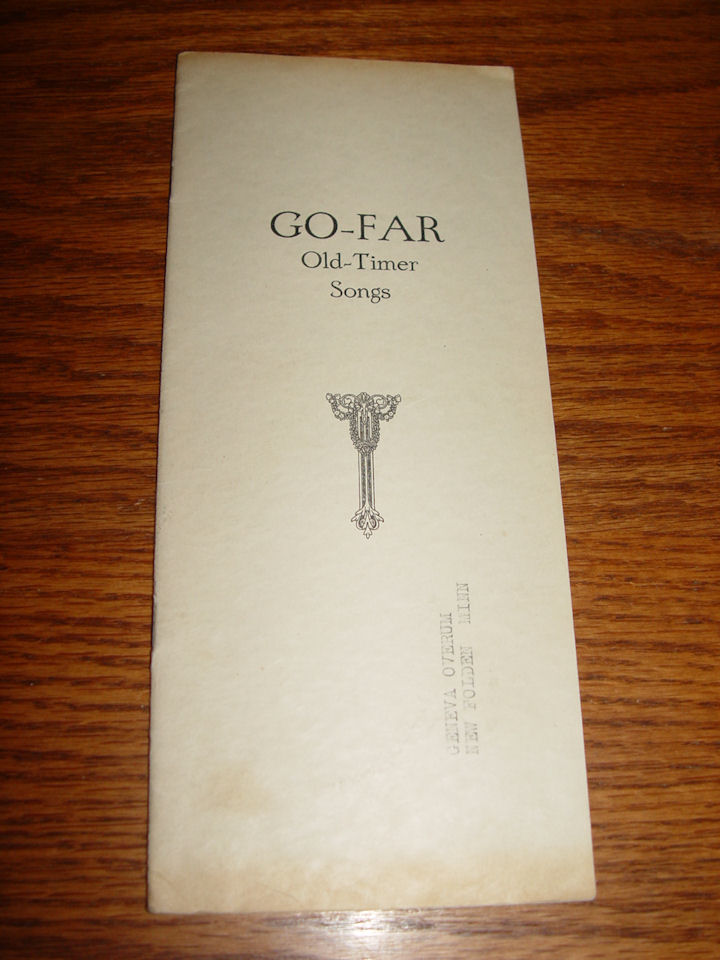 GO-FAR
Old-Timer
Songs
GENEVA OVERUM
NEW FOLDEN MINN